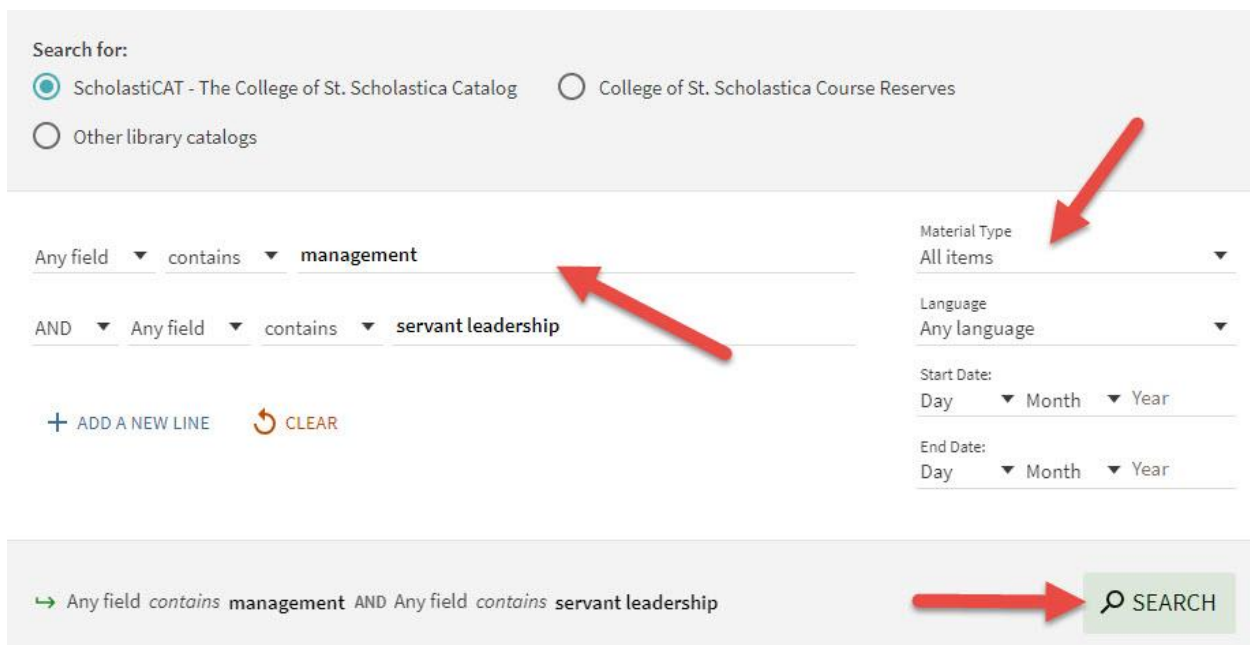 Search for:
ScholastiCAT - The College of St. Scholastica Catalog College of St. Scholastica Course Reserves
Other library catalogs
Any field contains management
AND Any field contains servant leadership
+ ADD A NEW LINE CLEAR
Material Type
All items
Language
Any language
Start Date:
Day Month Year
End Date:
Day Month Year
Any field contains management AND Any field contains servant leadership
SEARCH